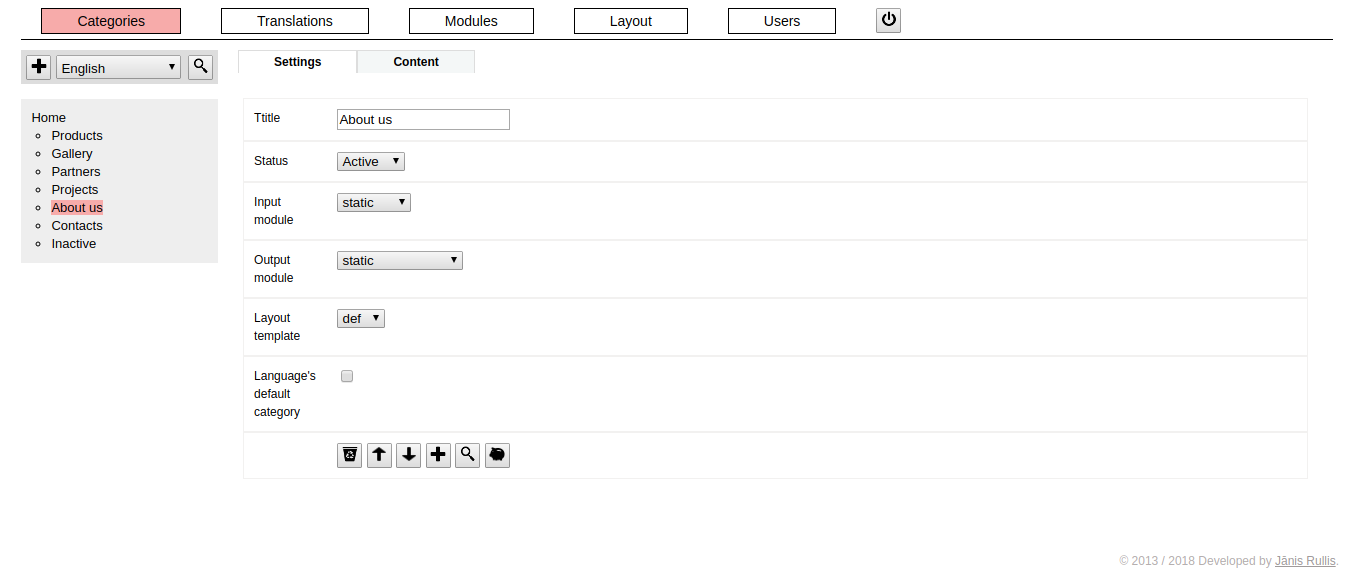 Categories Translations Modules Layout Users
English
Settings Content
Home
Products
Gallery
Partners
Projects
About us
Contacts
Inactive
Ttitle About us
Status Active
Input
module
static
Output
module
static
Layout
template
def
Language's
default
category
© 2013 / 2018 Developed by Jānis Rullis.